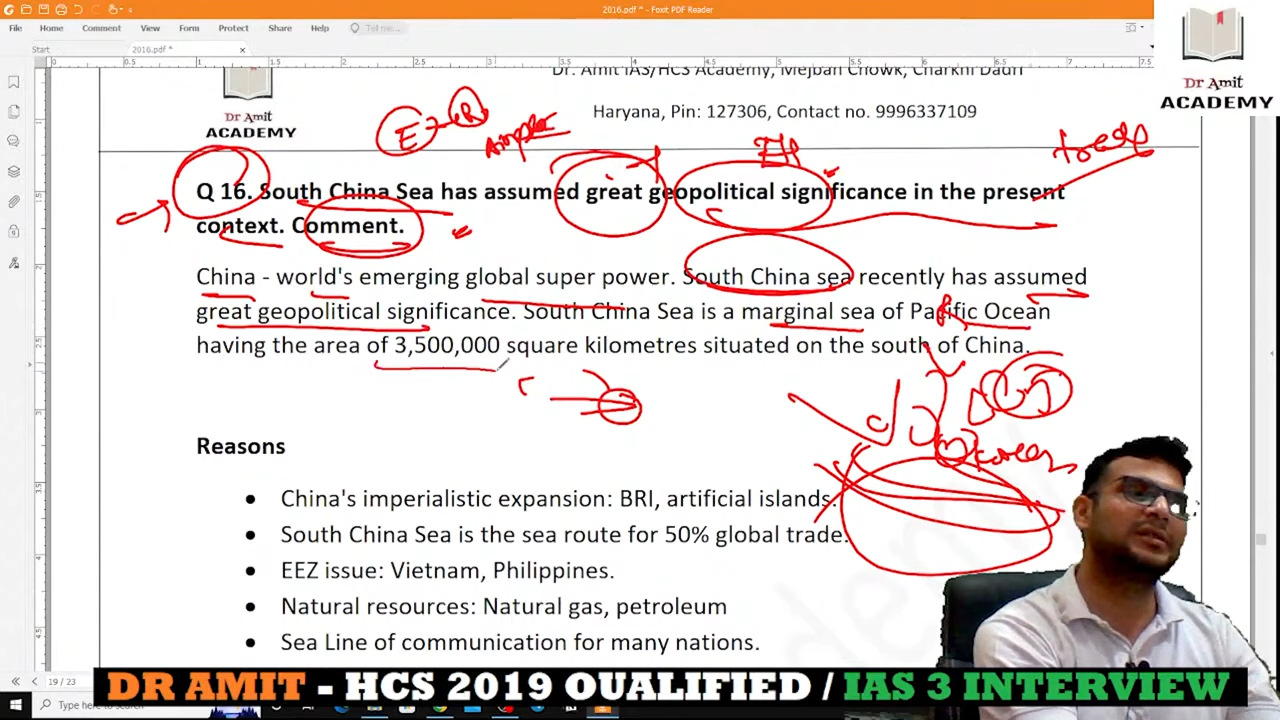 2016.pdf * - Foxit PDF Reader
File Home Comment View Form Protect Share Help Tell me...
Start 2016.pdf *
Dr Amit
ACADEMY
Dr. Amit IAS/HCS Academy, Mejban Chowk, Charkhi Dadri
Haryana, Pin: 127306, Contact no. 9996337109
Dr Amit
ACADEMY
Q 16. South China Sea has assumed great geopolitical significance in the present
context. Comment.
China - world's emerging global super power. South China sea recently has assumed
great geopolitical significance. South China Sea is a marginal sea of Pacific Ocean
having the area of 3,500,000 square kilometres situated on the south of China.
Reasons
• China's imperialistic expansion: BRI, artificial islands.
• South China Sea is the sea route for 50% global trade.
• EEZ issue: Vietnam, Philippines.
• Natural resources: Natural gas, petroleum
• Sea Line of communication for many nations.
19 / 23
DR AMIT - HCS 2019 QUALIFIED / IAS 3 INTERVIEW
Type here to search